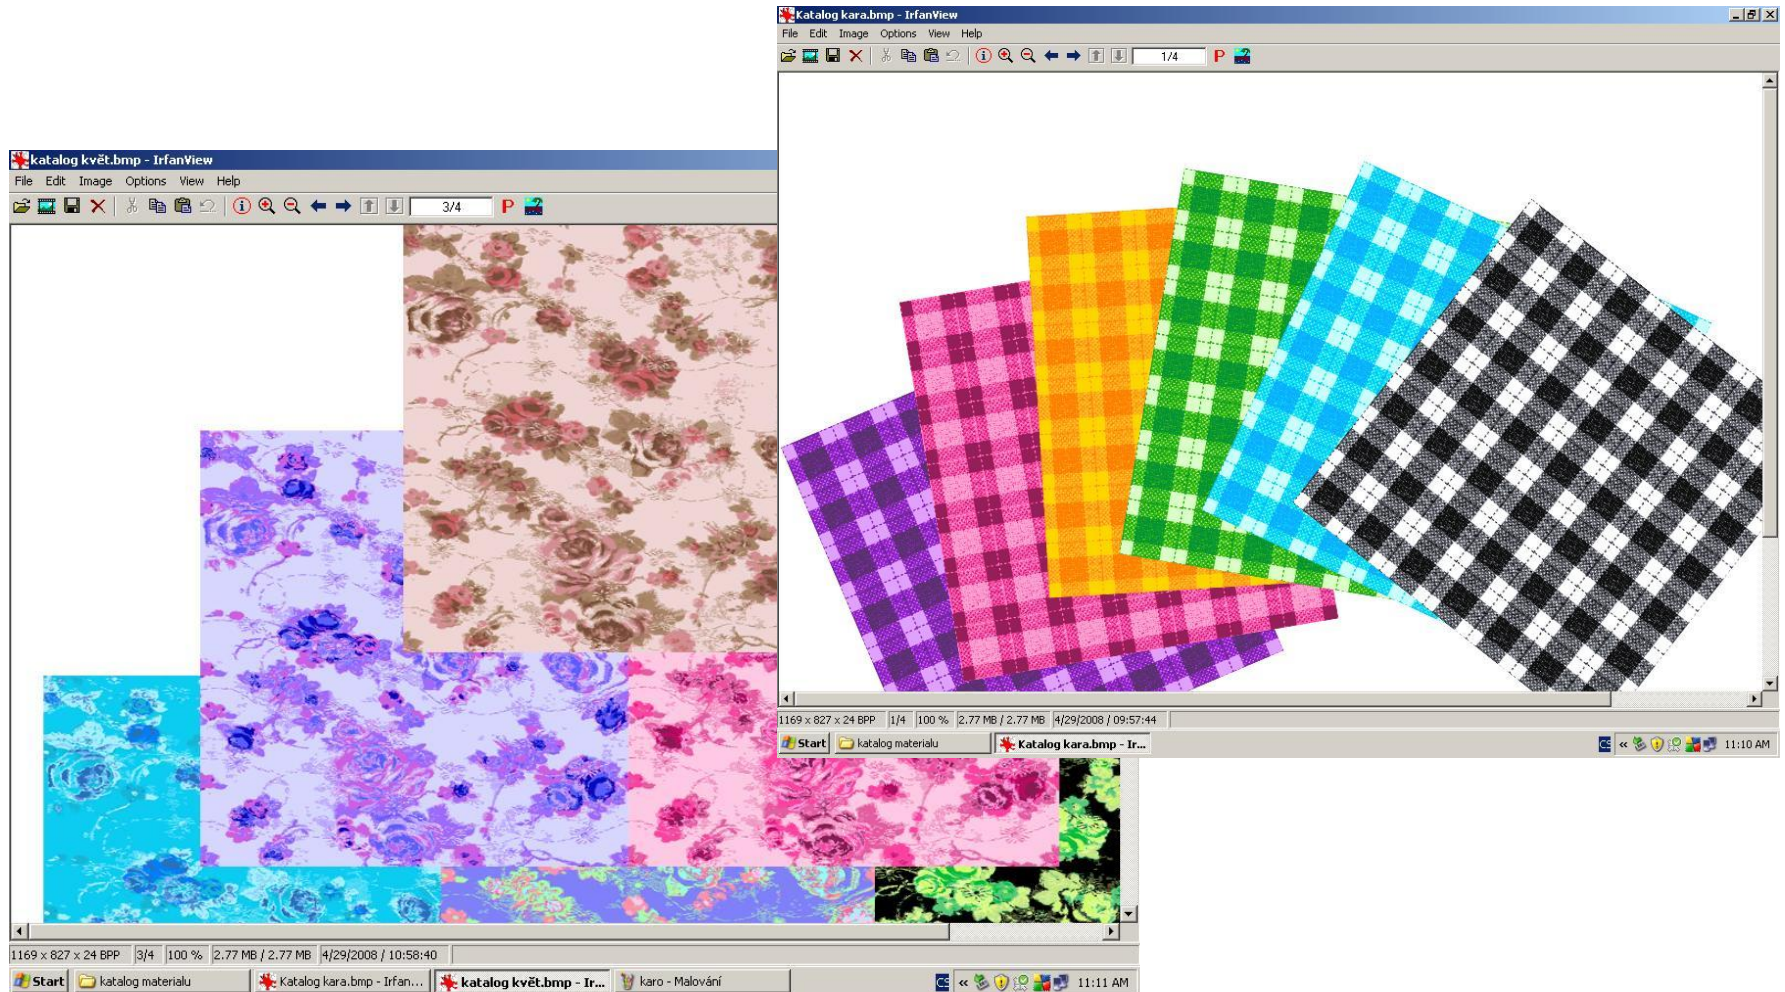 Katalog kara.bmp - IrfanView
File Edit Image Options View Help
1/4 P
1169 x 827 x 24 BPP 1/4 100 % 2.77 MB / 2.77 MB 4/29/2008 / 09:57:44
Start katalog materialu Katalog kara.bmp - Ir... CS « 11:10 AM
katalog květ.bmp - IrfanView
File Edit Image Options View Help
3/4 P
1169 x 827 x 24 BPP 3/4 100 % 2.77 MB / 2.77 MB 4/29/2008 / 10:58:40
Start katalog materialu Katalog kara.bmp - Irfan... katalog květ.bmp - Ir... karo - Malování CS « 11:11 AM